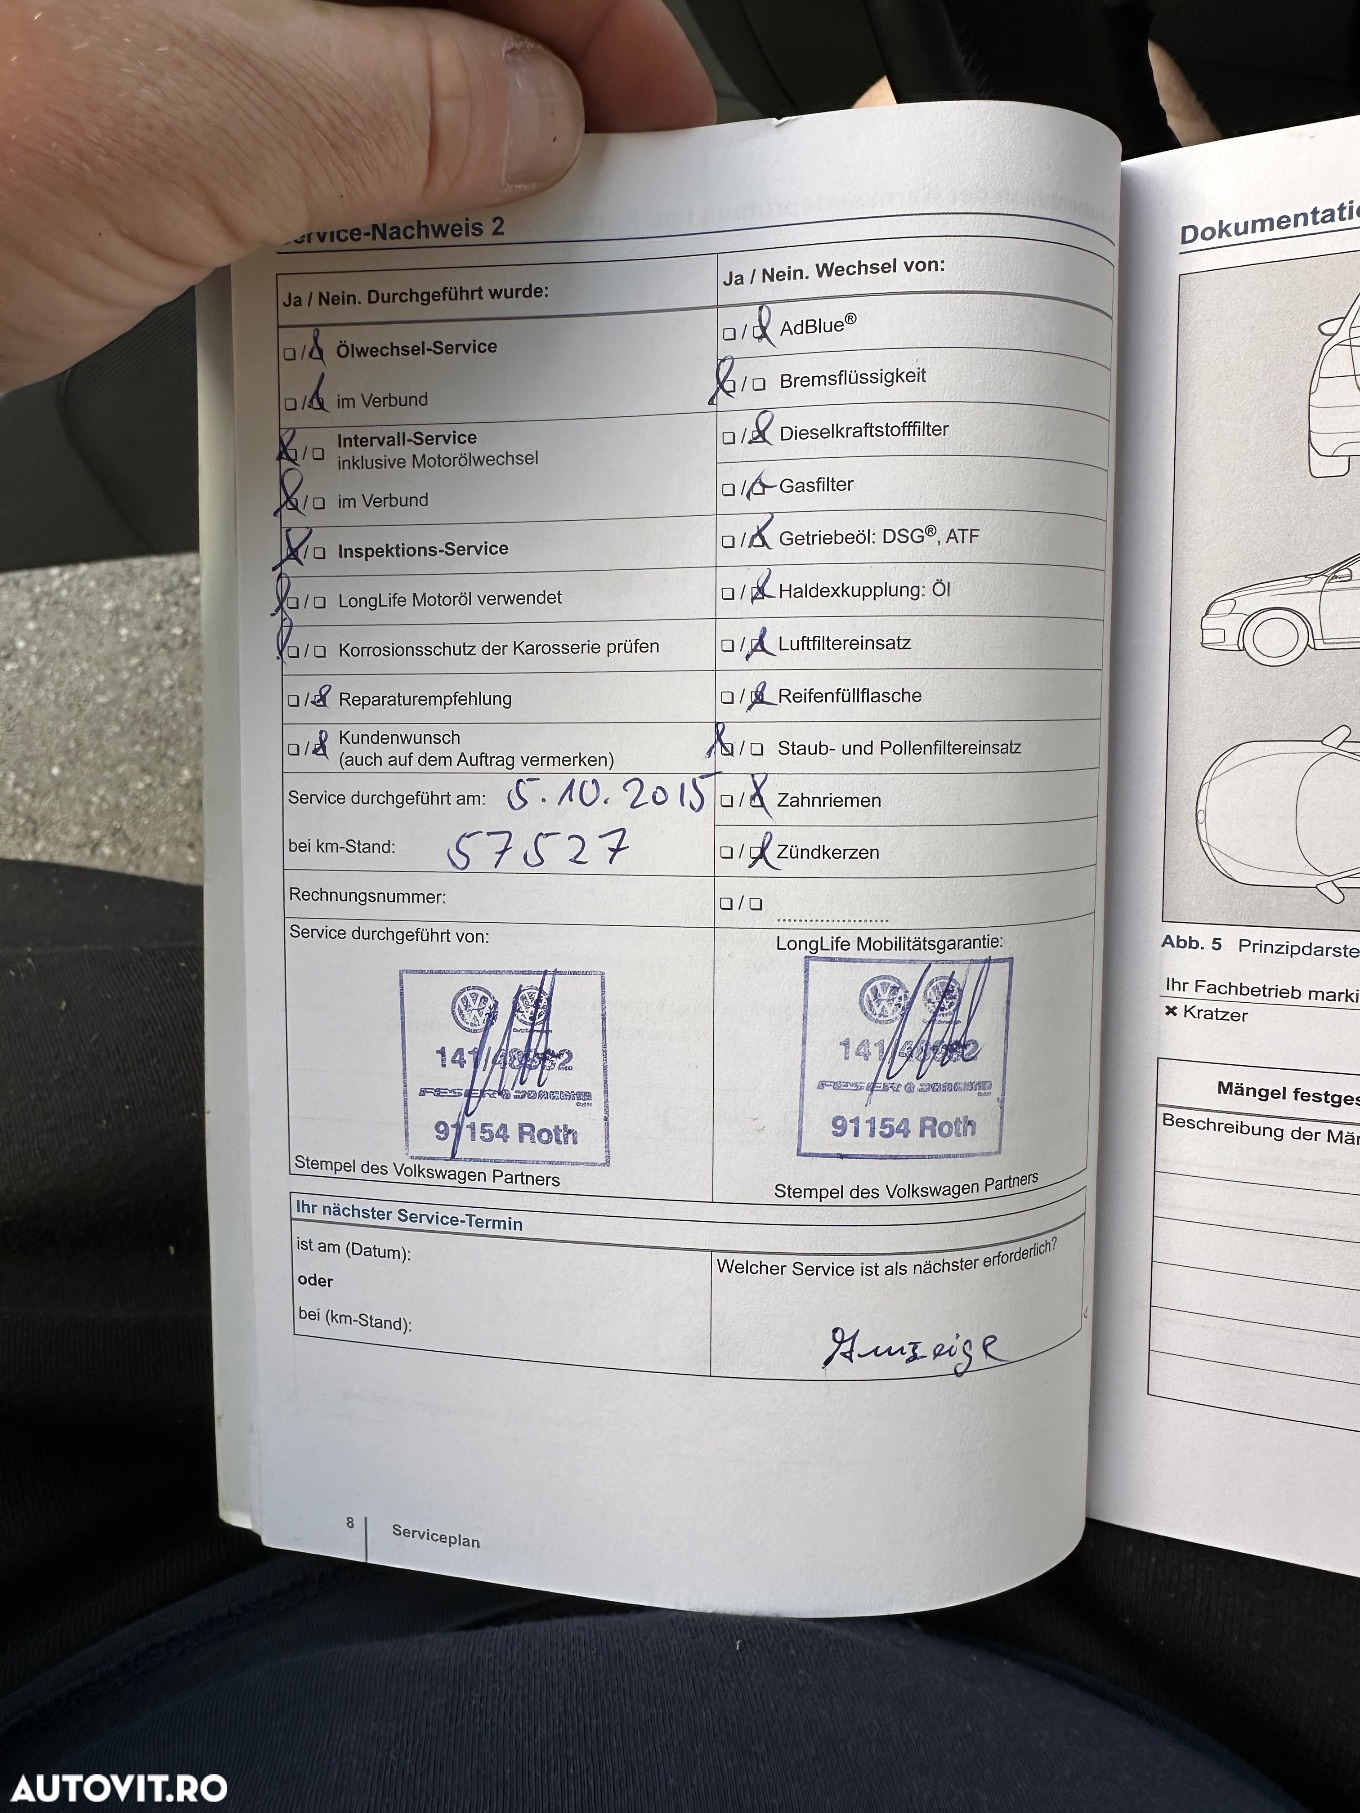 Service-Nachweis 2
Ja / Nein. Durchgeführt wurde:
❏ / ❏ Ölwechsel-Service
❏ / ❏ im Verbund
❏ / ❏ Intervall-Service
inklusive Motorölwechsel
❏ / ❏ im Verbund
❏ / ❏ Inspektions-Service
❏ / ❏ LongLife Motoröl verwendet
❏ / ❏ Korrosionsschutz der Karosserie prüfen
❏ / ❏ Reparaturempfehlung
❏ / ❏ Kundenwunsch
(auch auf dem Auftrag vermerken)
Service durchgeführt am: 5.10.2015
bei km-Stand: 57527
Rechnungsnummer:
Service durchgeführt von:
91154 Roth
Stempel des Volkswagen Partners
Ja / Nein. Wechsel von:
❏ / ❏ AdBlue®
❏ / ❏ Bremsflüssigkeit
❏ / ❏ Dieselkraftstofffilter
❏ / ❏ Gasfilter
❏ / ❏ Getriebeöl: DSG®, ATF
❏ / ❏ Haldexkupplung: Öl
❏ / ❏ Luftfiltereinsatz
❏ / ❏ Reifenfüllflasche
❏ / ❏ Staub- und Pollenfiltereinsatz
❏ / ❏ Zahnriemen
❏ / ❏ Zündkerzen
❏ / ❏ ....................
LongLife Mobilitätsgarantie:
91154 Roth
Stempel des Volkswagen Partners
Ihr nächster Service-Termin
ist am (Datum):
oder
bei (km-Stand):
Welcher Service ist als nächster erforderlich?
Anzeige
8 Serviceplan
Dokumentatio
Abb. 5 Prinzipdarste
Ihr Fachbetrieb marki
✖ Kratzer
Mängel festges
Beschreibung der Män
AUTOVIT.RO